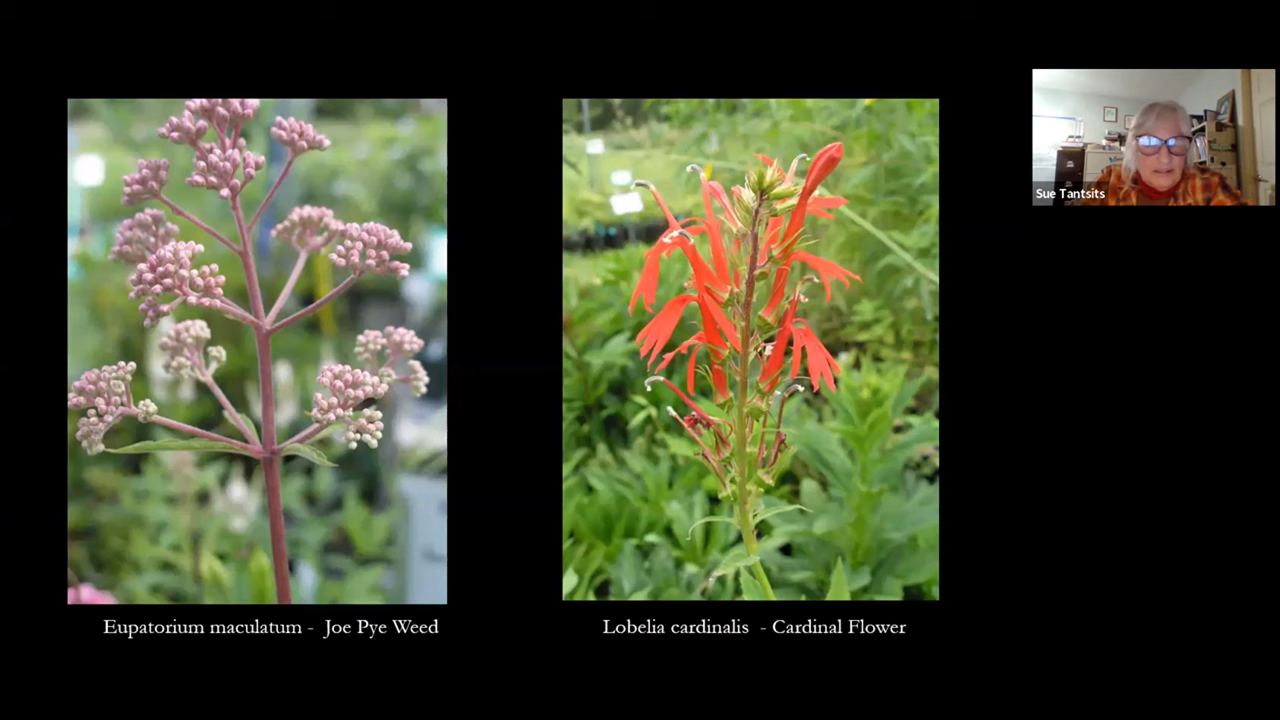 Sue Tantsits
Eupatorium maculatum - Joe Pye Weed
Lobelia cardinalis - Cardinal Flower